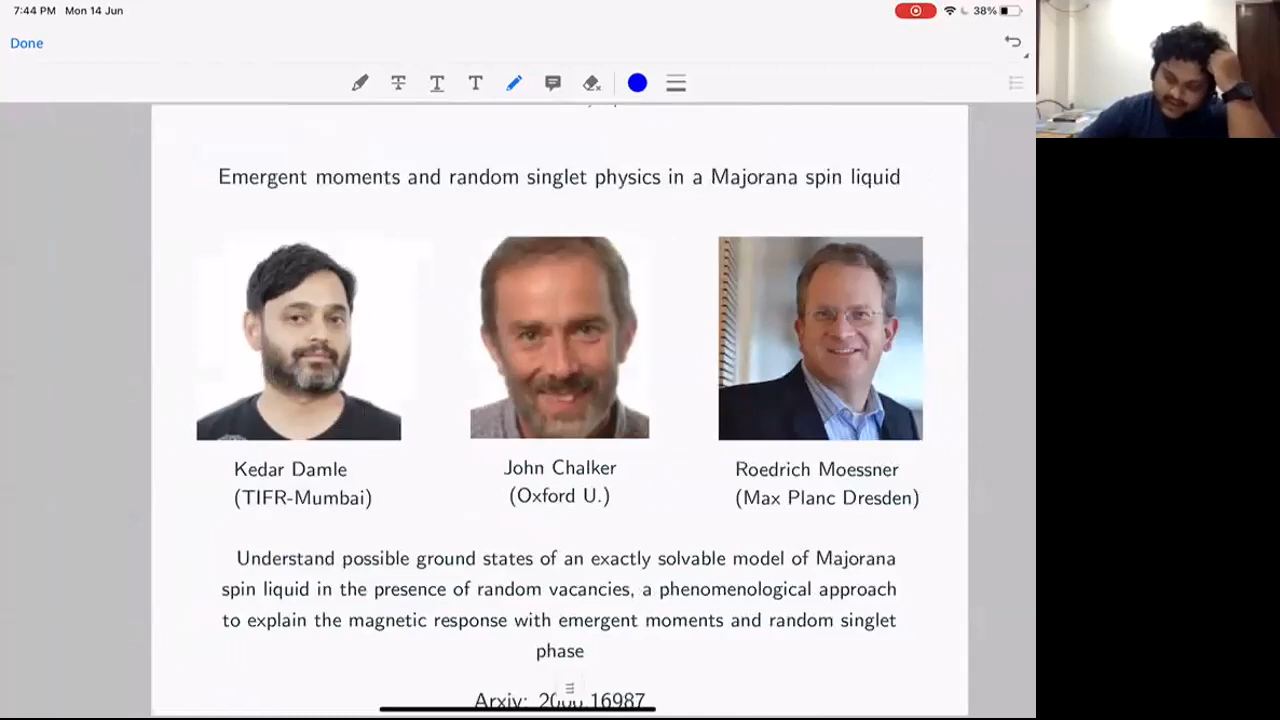 7:44 PM Mon 14 Jun
38%
Done
T T T
Emergent moments and random singlet physics in a Majorana spin liquid
Kedar Damle
(TIFR-Mumbai)
John Chalker
(Oxford U.)
Roedrich Moessner
(Max Planc Dresden)
Understand possible ground states of an exactly solvable model of Majorana
spin liquid in the presence of random vacancies, a phenomenological approach
to explain the magnetic response with emergent moments and random singlet
phase
Arxiv: